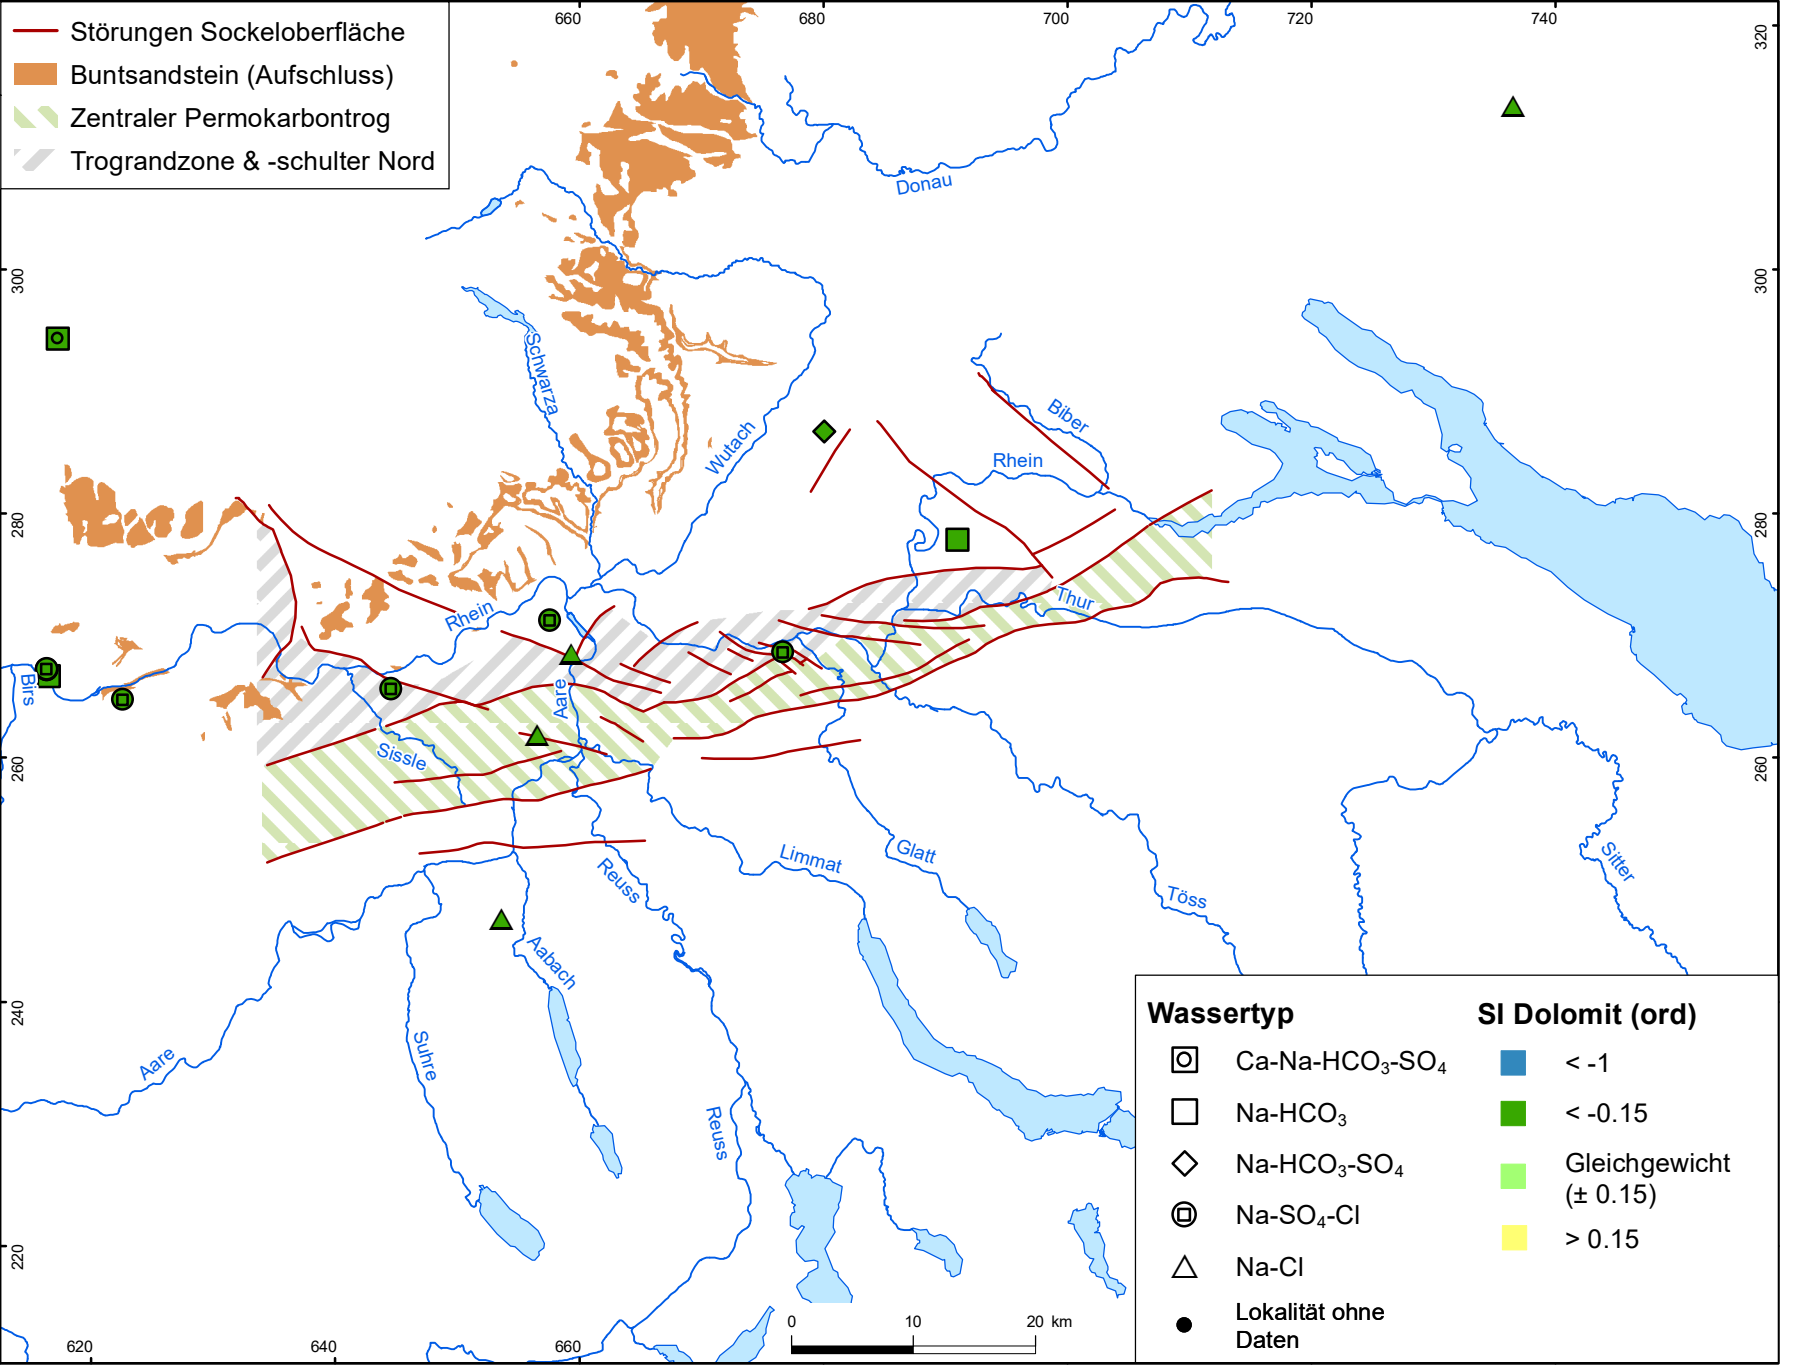 660
680
700
720
740
320
Störungen Sockeloberfläche
Buntsandstein (Aufschluss)
Zentraler Permokarbontrog
Trograndzone & -schulter Nord
Donau
300
300
Schwarza
Wutach
Biber
Rhein
280
280
Rhein
Thur
Birs
Aare
Sissle
260
260
Limmat
Glatt
Reuss
Töss
Sitter
Aabach
240
Aare
Suhre
Reuss
220
Wassertyp
Ca-Na-HCO₃-SO₄
Na-HCO₃
Na-HCO₃-SO₄
Na-SO₄-Cl
Na-Cl
Lokalität ohne
Daten
SI Dolomit (ord)
< -1
< -0.15
Gleichgewicht
(± 0.15)
> 0.15
0 10 20 km
620
640
660